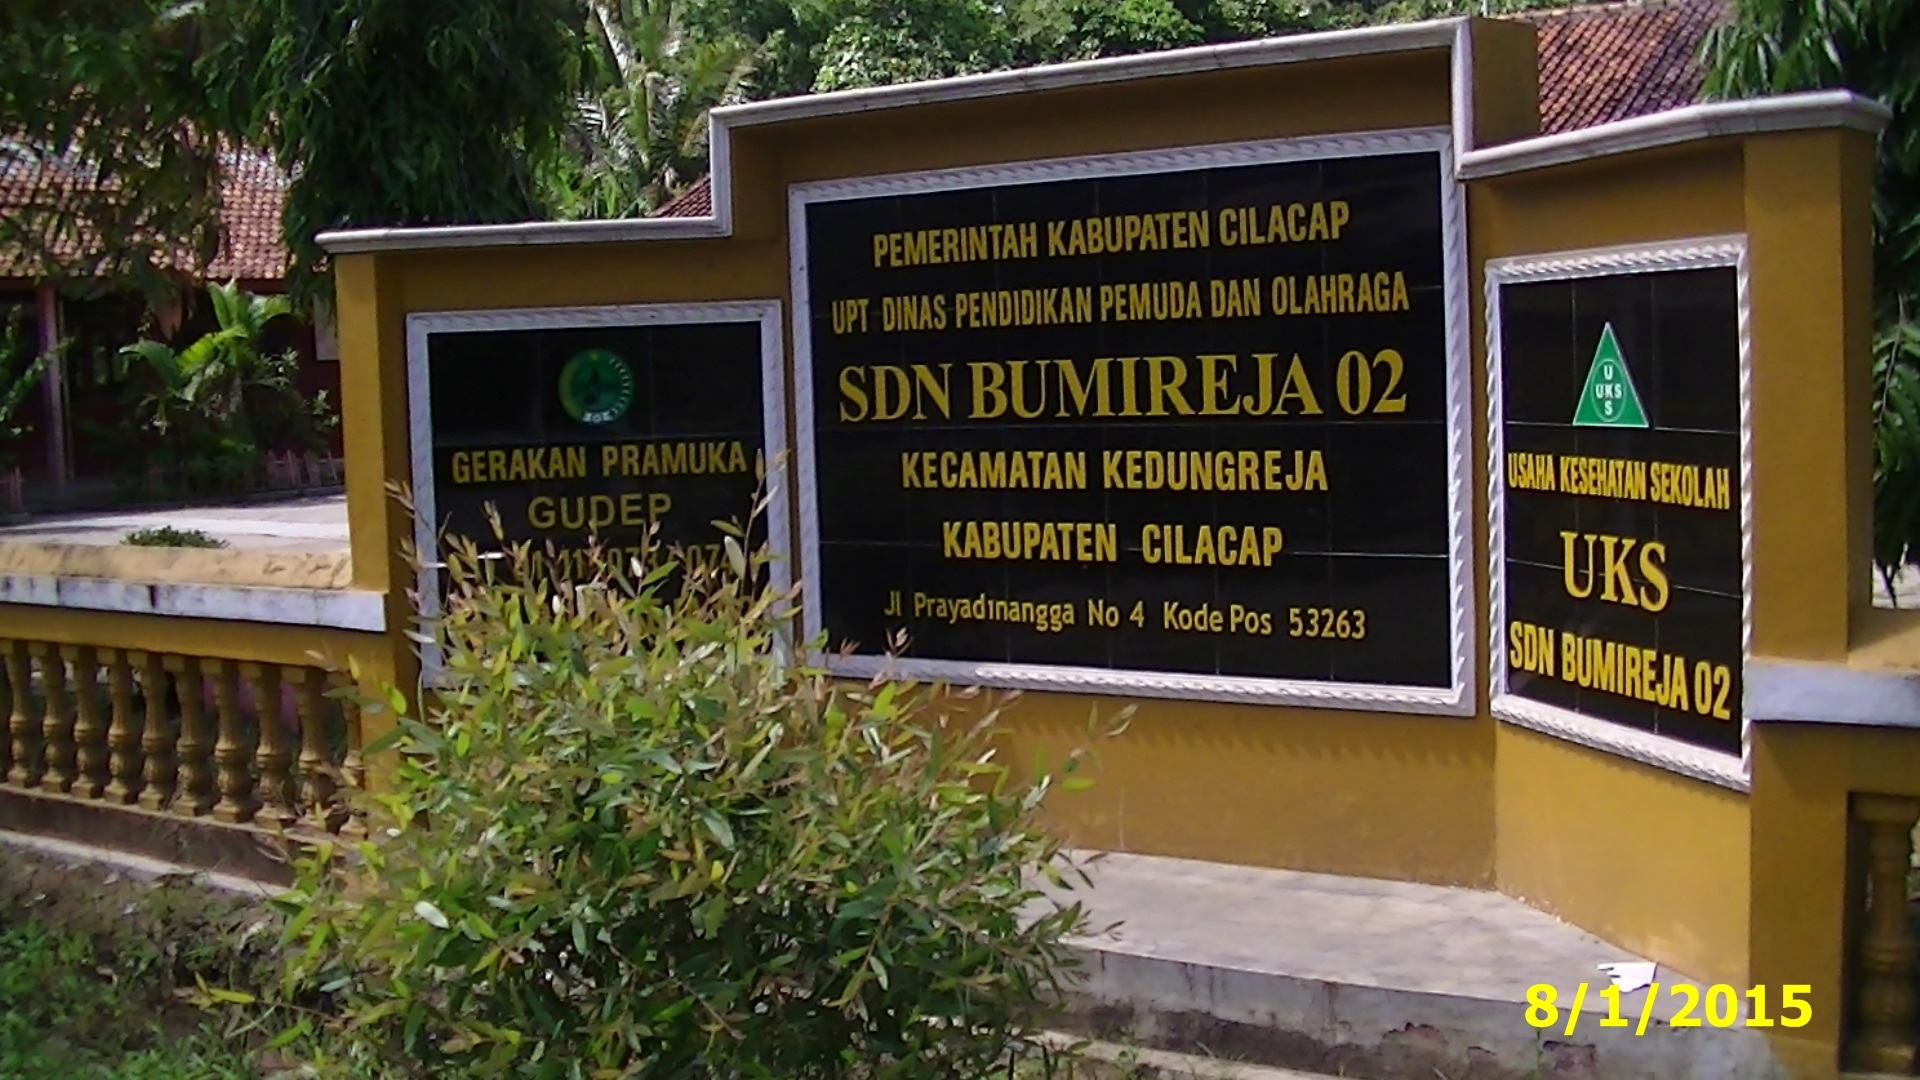 GERAKAN PRAMUKA
GUDEP
PEMERINTAH KABUPATEN CILACAP
UPT DINAS PENDIDIKAN PEMUDA DAN OLAHRAGA
SDN BUMIREJA 02
KECAMATAN KEDUNGREJA
KABUPATEN CILACAP
Jl Prayadinangga No 4 Kode Pos 53263
U
UKS
S
USAHA KESEHATAN SEKOLAH
UKS
SDN BUMIREJA 02
8/1/2015